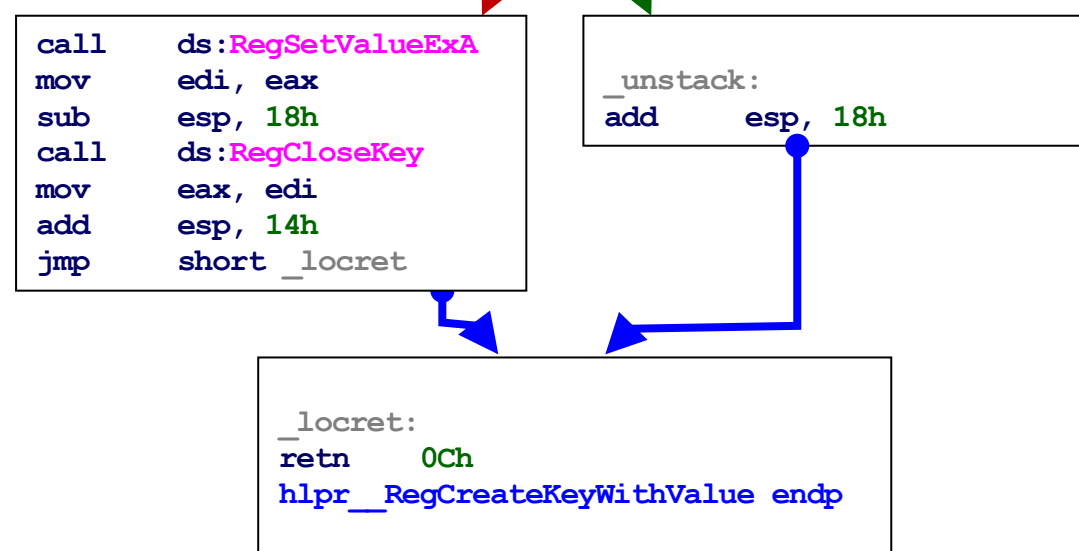 call ds:RegSetValueExA
mov edi, eax
sub esp, 18h
call ds:RegCloseKey
mov eax, edi
add esp, 14h
jmp short _locret
_unstack:
add esp, 18h
_locret:
retn 0Ch
hlpr__RegCreateKeyWithValue endp